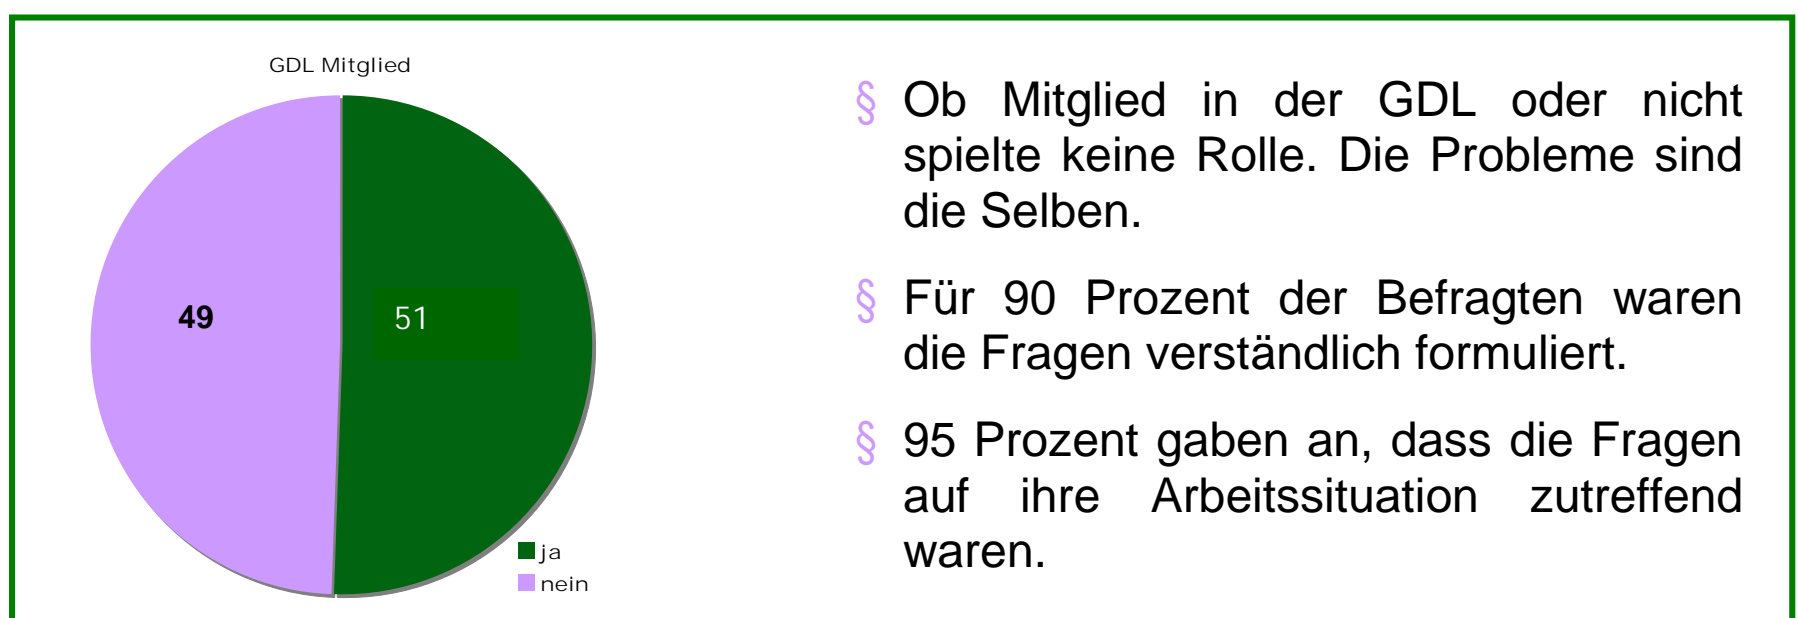 GDL Mitglied
49
51
ja
nein
§ Ob Mitglied in der GDL oder nicht
spielte keine Rolle. Die Probleme sind
die Selben.
§ Für 90 Prozent der Befragten waren
die Fragen verständlich formuliert.
§ 95 Prozent gaben an, dass die Fragen
auf ihre Arbeitssituation zutreffend
waren.